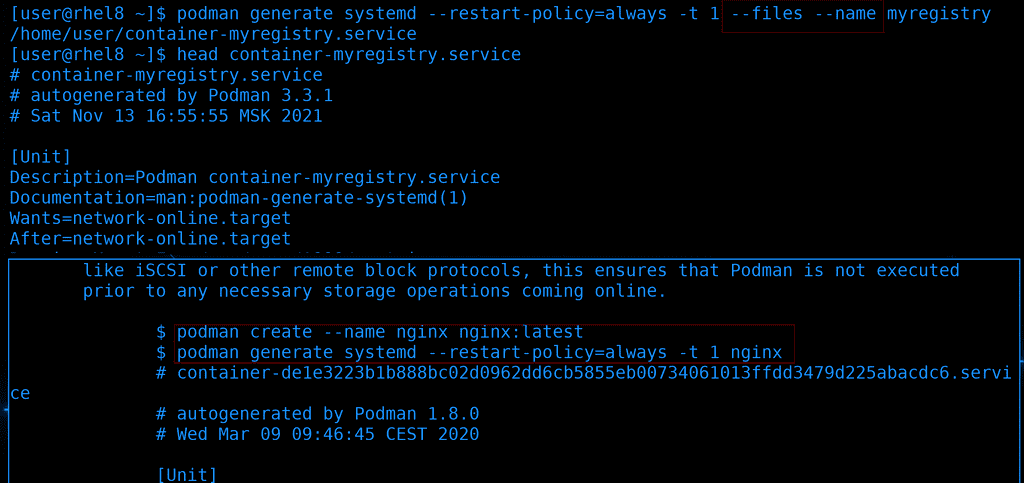 [user@rhel8 ~]$ podman generate systemd --restart-policy=always -t 1 --files --name myregistry
/home/user/container-myregistry.service
[user@rhel8 ~]$ head container-myregistry.service
# container-myregistry.service
# autogenerated by Podman 3.3.1
# Sat Nov 13 16:55:55 MSK 2021
[Unit]
Description=Podman container-myregistry.service
Documentation=man:podman-generate-systemd(1)
Wants=network-online.target
After=network-online.target
like iSCSI or other remote block protocols, this ensures that Podman is not executed
prior to any necessary storage operations coming online.
$ podman create --name nginx nginx:latest
$ podman generate systemd --restart-policy=always -t 1 nginx
# container-de1e3223b1b888bc02d0962dd6cb5855eb00734061013ffdd3479d225abacdc6.servi
ce
# autogenerated by Podman 1.8.0
# Wed Mar 09 09:46:45 CEST 2020
[Unit]